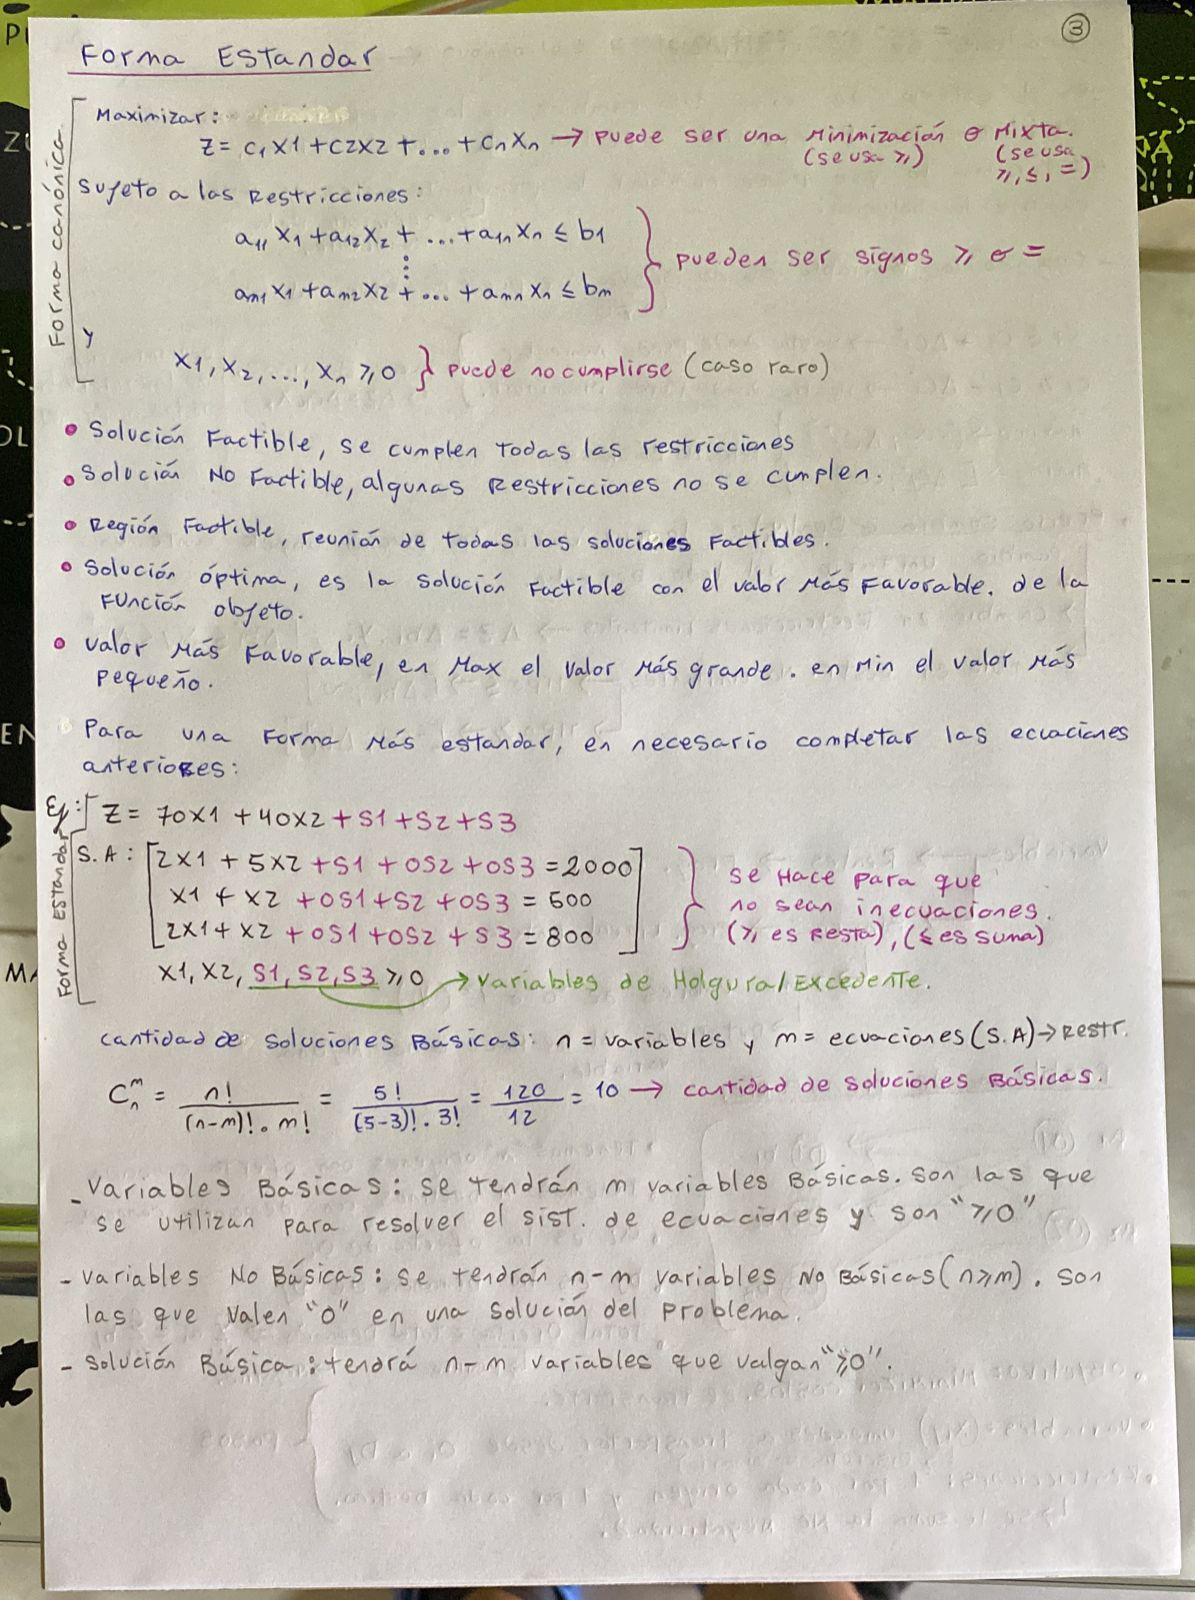 ③
Forma Estandar
Forma canónica
Maximizar:
Z = C1X1 + C2X2 + ... + CnXn → puede ser una Minimización o Mixta.
(se usa ≥) (se usa
≥, ≤, =)
Sujeto a las Restricciones:
a11 X1 + a12 X2 + ... + a1n Xn ≤ b1
⋮
am1 X1 + am2 X2 + ... + amn Xn ≤ bm
} pueden ser signos ≥ o =
y
X1, X2, ..., Xn ≥ 0 } puede no cumplirse (caso raro)
• Solución Factible, se cumplen todas las restricciones
• Solución No Factible, algunas Restricciones no se cumplen.
• Región Factible, reunión de todas las soluciones Factibles.
• Solución óptima, es la solución Factible con el valor Más Favorable. de la
Función objeto.
• Valor Más Favorable, en Max el valor Más grande. en Min el valor Más
pequeño.
Para una Forma Más estandar, en necesario completar las ecuaciones
anteriores:
Forma Estandar
Ej: Z = 70X1 + 40X2 + S1 + S2 + S3
S.A: 2X1 + 5X2 + S1 + 0S2 + 0S3 = 2000
X1 + X2 + 0S1 + S2 + 0S3 = 500
2X1 + X2 + 0S1 + 0S2 + S3 = 800
} se Hace para que
no sean inecuaciones.
(≥ es Resta), (≤ es suma)
X1, X2, S1, S2, S3 ≥ 0 → Variables de Holgura/Excedente.
cantidad de soluciones Básicas: n = variables y m = ecuaciones (S.A) → Restr.
C_n^m = n! / (n-m)! . m! = 5! / (5-3)! . 3! = 120 / 12 = 10 → cantidad de soluciones Básicas.
- Variables Básicas: se tendrán m variables Básicas. Son las que
se utilizan para resolver el sist. de ecuaciones y son "≥0"
- Variables No Básicas: se tendrán n-m variables No Básicas (n≥m). Son
las que valen "0" en una solución del problema.
- Solución Básica: tendrá n-m variables que valgan "≥0".